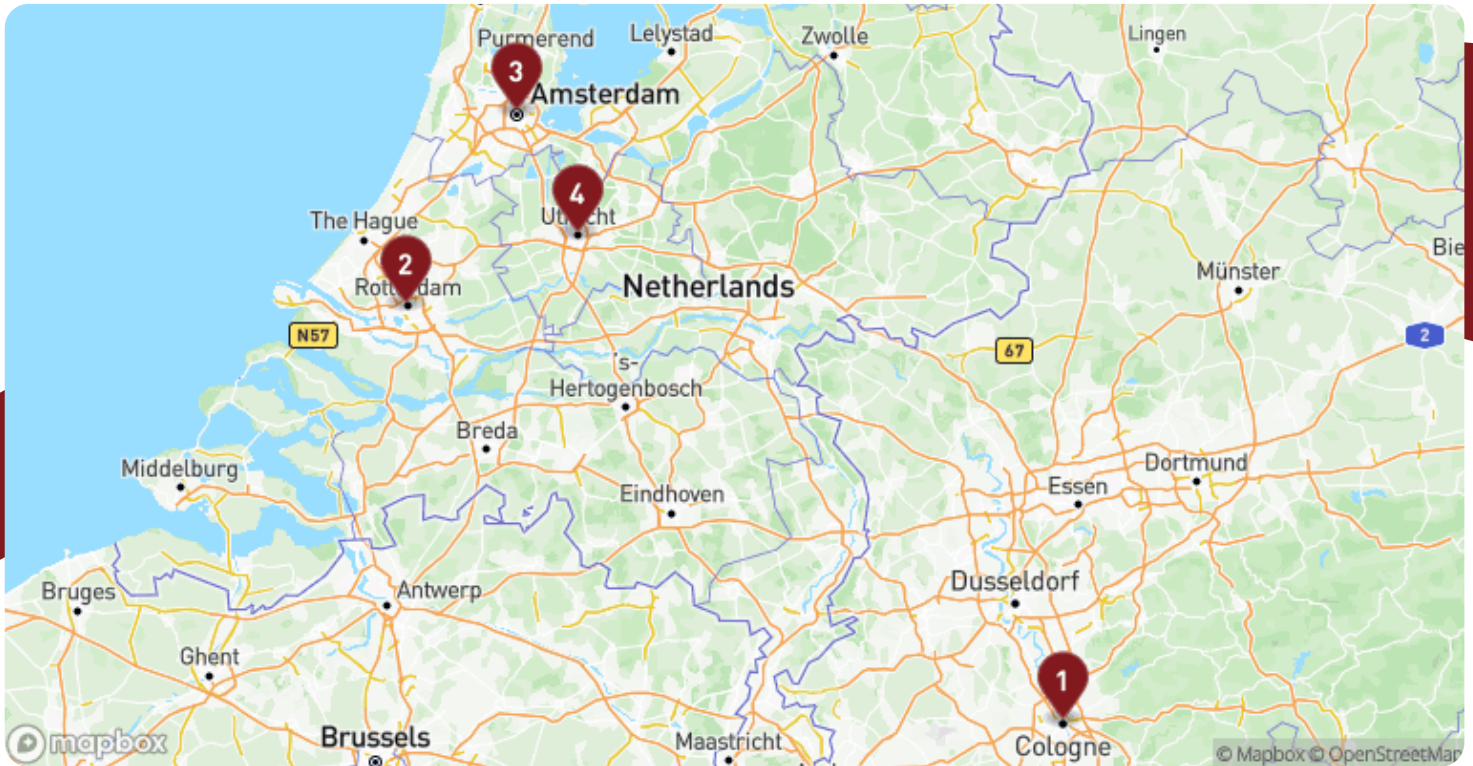 Purmerend
Lelystad
Zwolle
Lingen
3
Amsterdam
4
Utrecht
The Hague
2
Rotterdam
Netherlands
Münster
Bie
N57
2
67
's-
Hertogenbosch
Breda
Middelburg
Dortmund
Essen
Eindhoven
Dusseldorf
Bruges
Antwerp
Ghent
1
Brussels
Maastricht
Cologne
mapbox
© Mapbox © OpenStreetMap